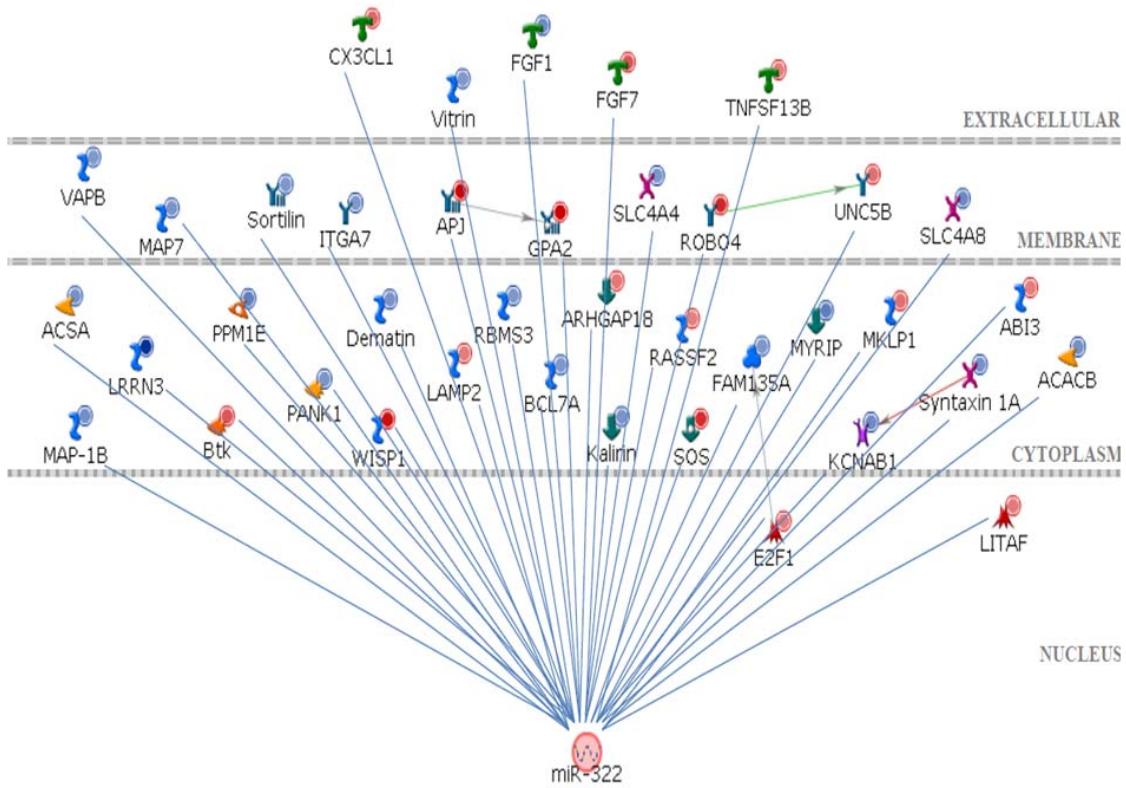 CX3CL1
FGF1
FGF7
TNFSF13B
Vitrin
EXTRACELLULAR
VAPB
MAP7
Sortilin
ITGA7
APJ
GPA2
SLC4A4
ROBO4
UNC5B
SLC4A8
MEMBRANE
ACSA
PPM1E
Dematin
RBMS3
ARHGAP18
RASSF2
MYRIP
MKLP1
ABI3
LRRN3
PANK1
LAMP2
BCL7A
FAM135A
Syntaxin 1A
ACACB
MAP-1B
Btk
WISP1
Kalirin
SOS
KCNAB1
CYTOPLASM
E2F1
LITAF
NUCLEUS
miR-322